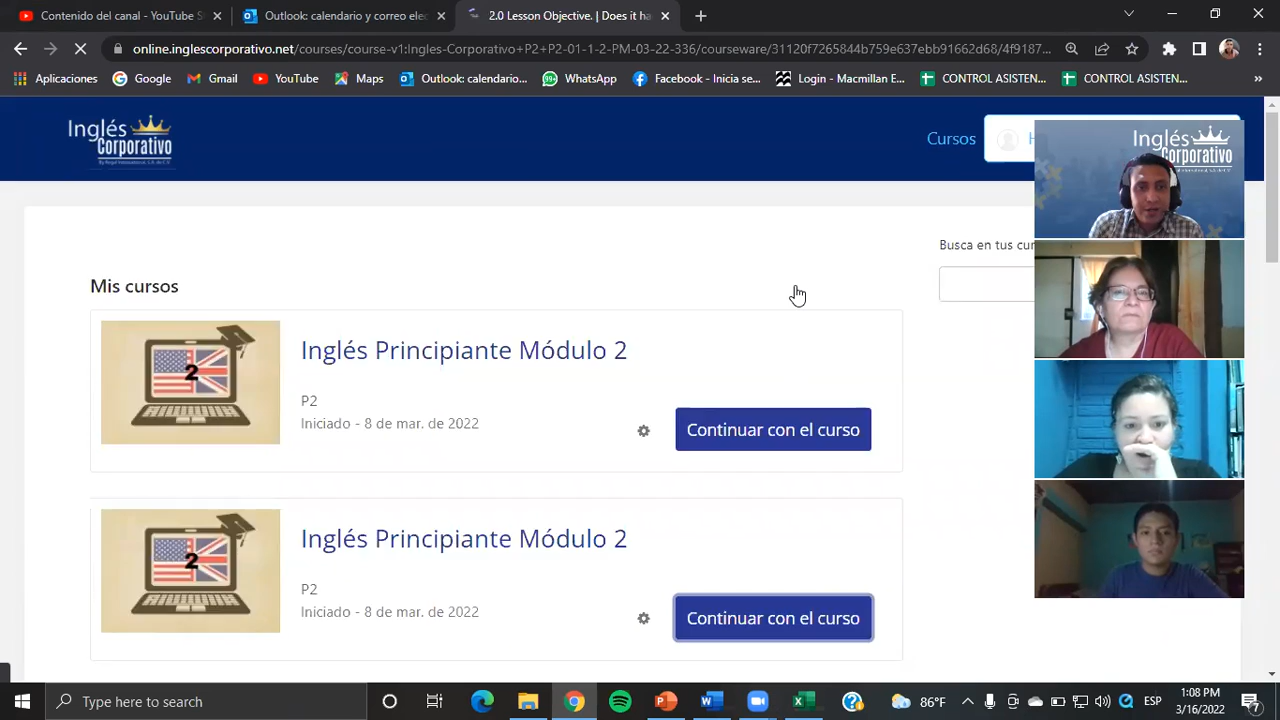 Contenido del canal - YouTube S
Outlook: calendario y correo elec
2.0 Lesson Objective. | Does it ha
online.inglescorporativo.net/courses/course-v1:Ingles-Corporativo+P2+P2-01-1-2-PM-03-22-336/courseware/31120f7265844b759e637ebb91662d68/4f9187...
Aplicaciones
Google
Gmail
YouTube
Maps
Outlook: calendario...
WhatsApp
Facebook - Inicia se...
Login - Macmillan E...
CONTROL ASISTEN...
CONTROL ASISTEN...
»
Inglés
Corporativo
Cursos
H
Inglés
Corporativo
Busca en tus cur
Mis cursos
2
Inglés Principiante Módulo 2
P2
Iniciado - 8 de mar. de 2022
Continuar con el curso
2
Inglés Principiante Módulo 2
P2
Iniciado - 8 de mar. de 2022
Continuar con el curso
Type here to search
86°F
ESP
1:08 PM
3/16/2022
7